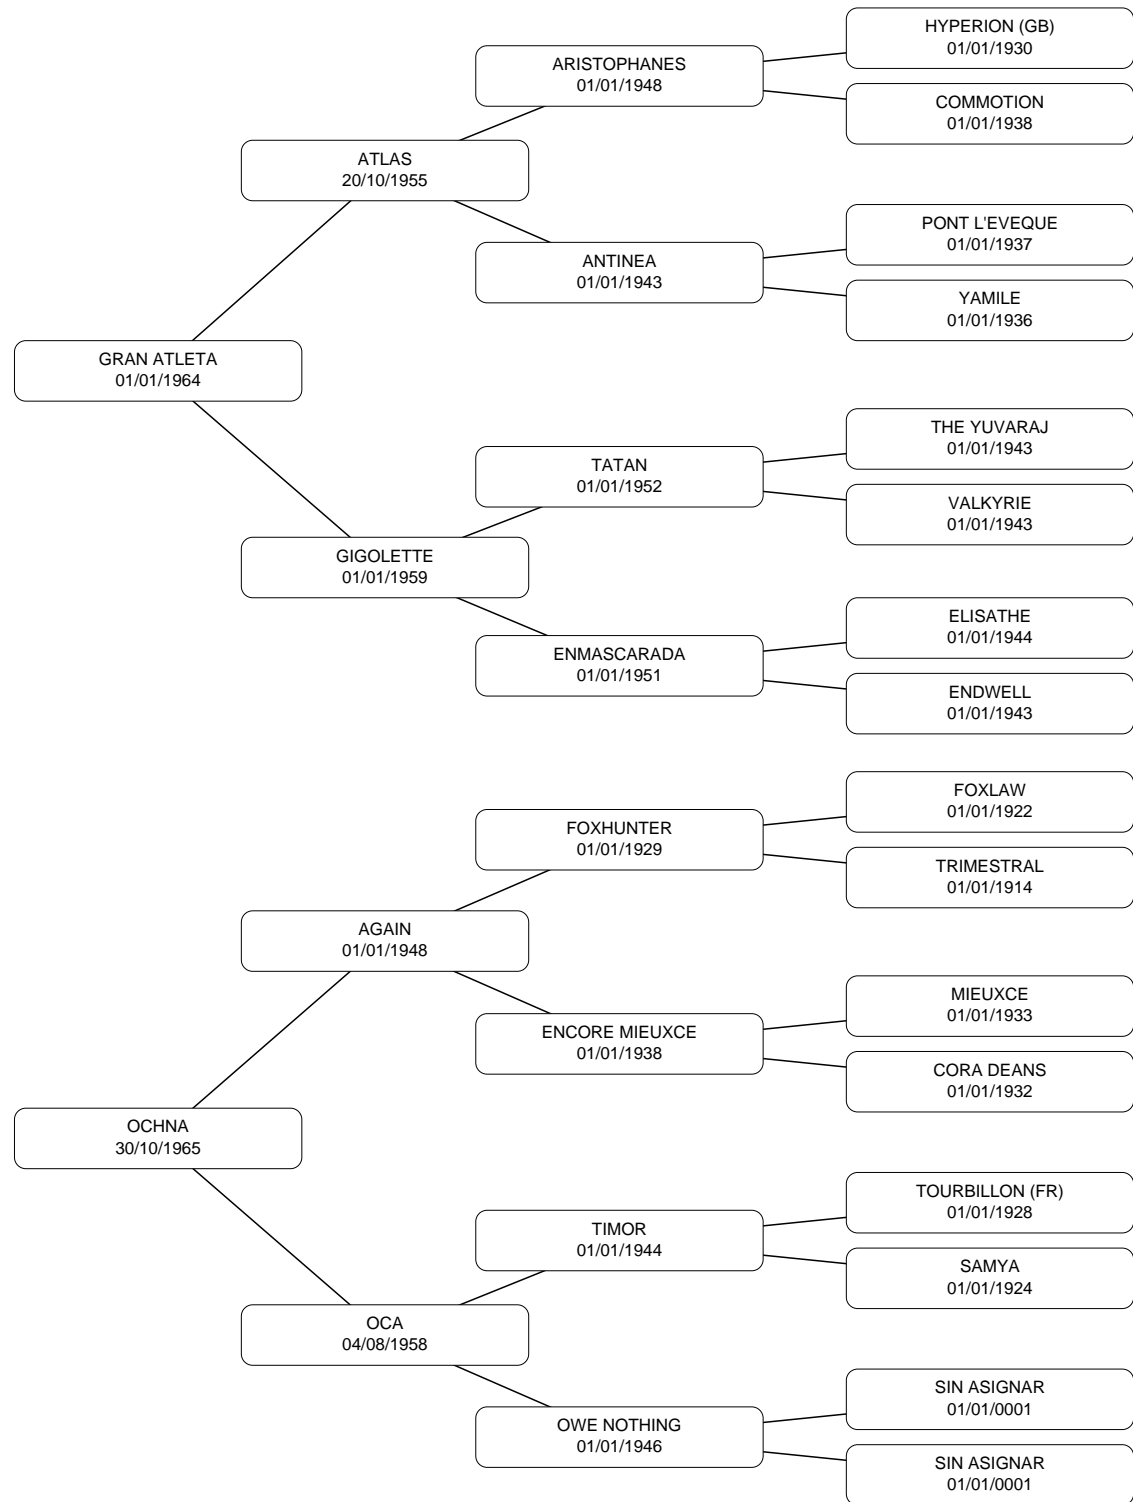 HYPERION (GB)
01/01/1930
ARISTOPHANES
01/01/1948
COMMOTION
01/01/1938
ATLAS
20/10/1955
PONT L'EVEQUE
01/01/1937
ANTINEA
01/01/1943
YAMILE
01/01/1936
GRAN ATLETA
01/01/1964
THE YUVARAJ
01/01/1943
TATAN
01/01/1952
VALKYRIE
01/01/1943
GIGOLETTE
01/01/1959
ELISATHE
01/01/1944
ENMASCARADA
01/01/1951
ENDWELL
01/01/1943
FOXLAW
01/01/1922
FOXHUNTER
01/01/1929
TRIMESTRAL
01/01/1914
AGAIN
01/01/1948
MIEUXCE
01/01/1933
ENCORE MIEUXCE
01/01/1938
CORA DEANS
01/01/1932
OCHNA
30/10/1965
TOURBILLON (FR)
01/01/1928
TIMOR
01/01/1944
SAMYA
01/01/1924
OCA
04/08/1958
SIN ASIGNAR
01/01/0001
OWE NOTHING
01/01/1946
SIN ASIGNAR
01/01/0001